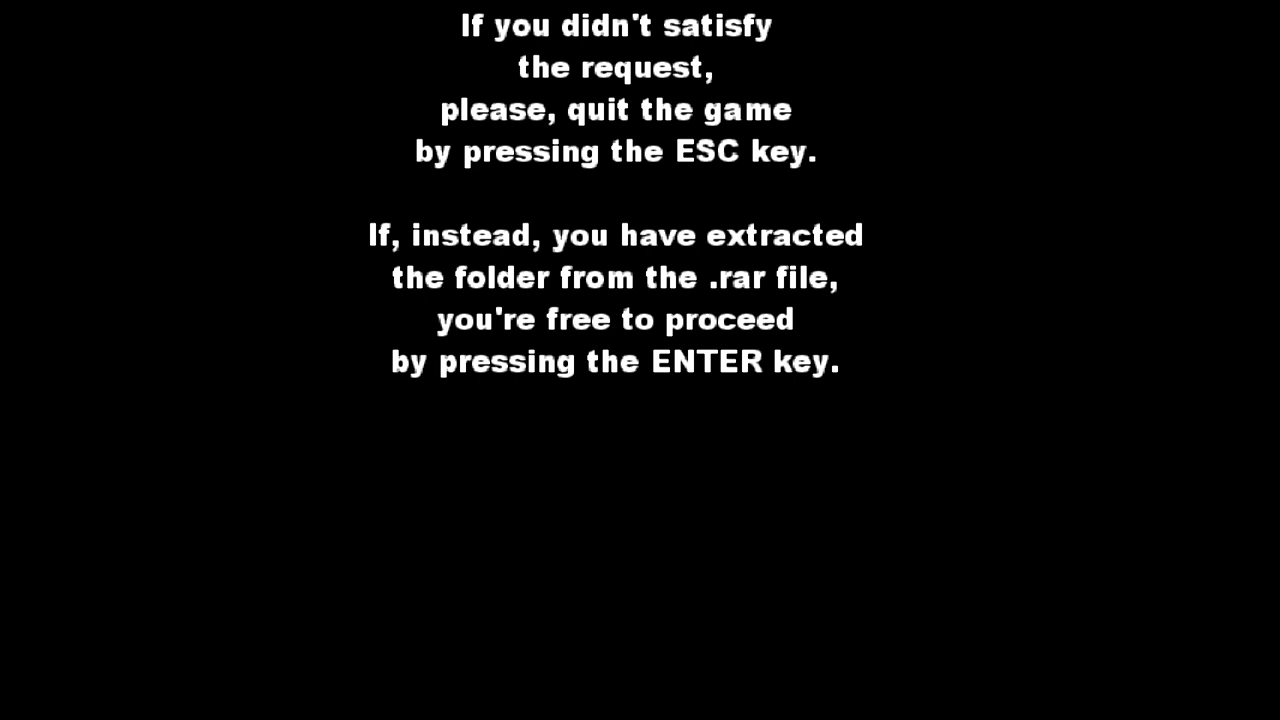 If you didn't satisfy
the request,
please, quit the game
by pressing the ESC key.
If, instead, you have extracted
the folder from the .rar file,
you're free to proceed
by pressing the ENTER key.